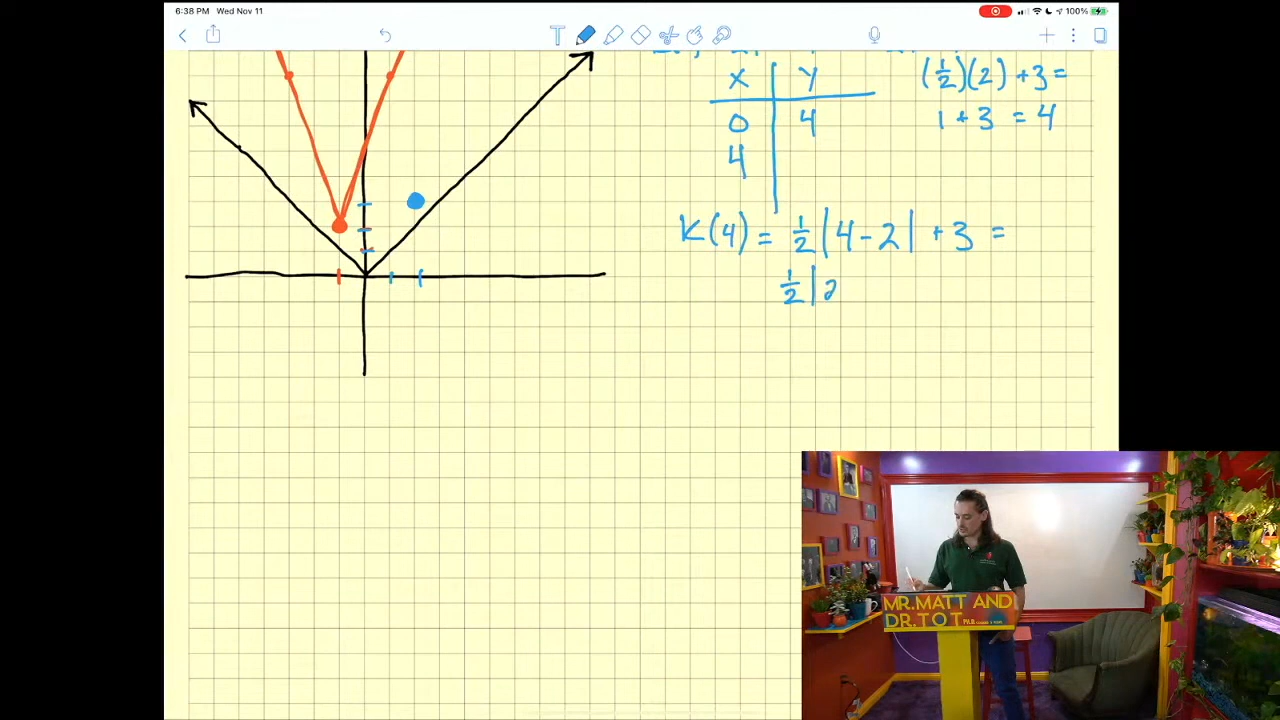 6:38 PM Wed Nov 11
100%
(1/2)(2) + 3 =
X Y
1 + 3 = 4
0 4
4
K(4) = 1/2|4 - 2| + 3 =
1/2|2
MR.MATT AND
DR.TOT